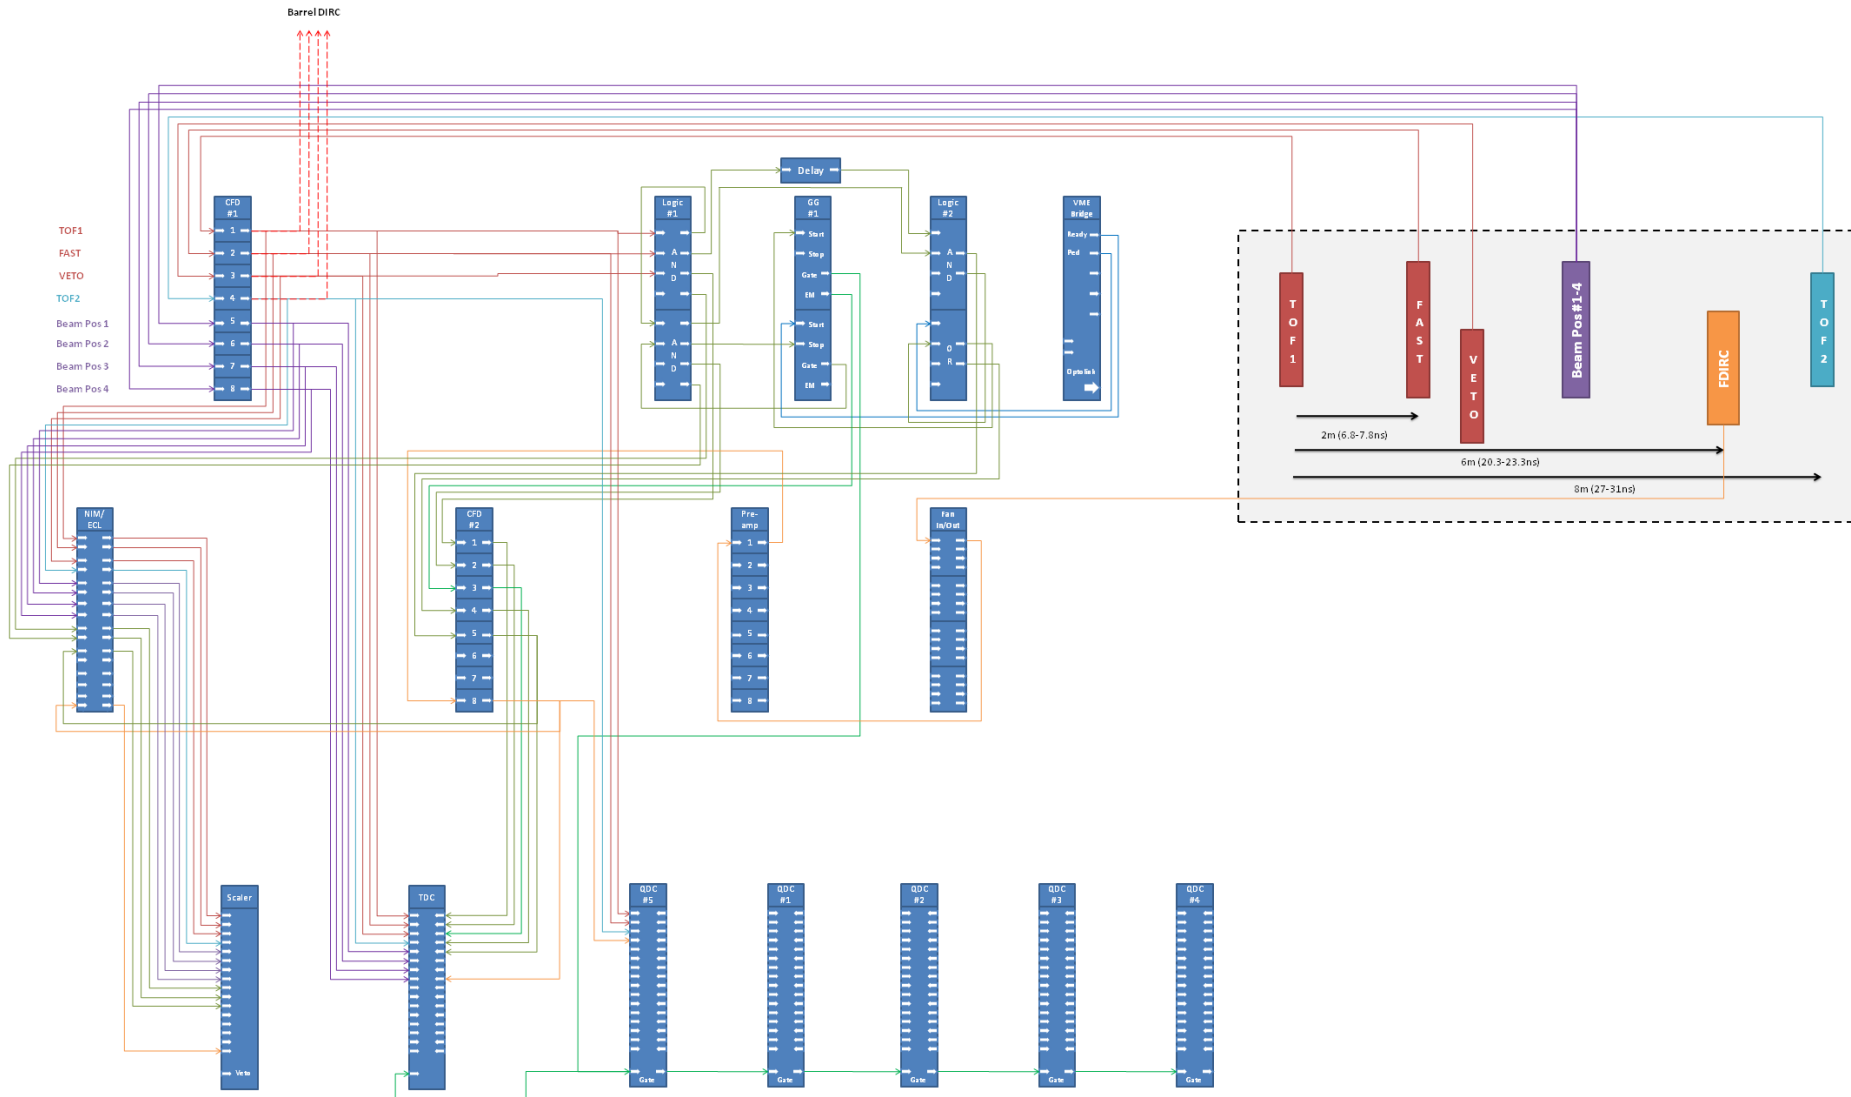 Barrel DIRC
Delay
CFD
#1
1
2
3
4
5
6
7
8
TOF1
FAST
VETO
TOF2
Beam Pos 1
Beam Pos 2
Beam Pos 3
Beam Pos 4
Logic
#1
AND
AND
GG
#1
Start
Stop
Gate
EM
Start
Stop
Gate
EM
Logic
#2
AND
OR
VME
Bridge
Ready
Ped
Optolink
TOF1
FAST
VETO
Beam Pos #1-4
FDIRC
TOF2
2m (6.8-7.8ns)
6m (20.3-23.3ns)
8m (27-31ns)
NIM/
ECL
CFD
#2
1
2
3
4
5
6
7
8
Pre-
amp
1
2
3
4
5
6
7
8
Fan
In/Out
Scaler
Veto
TDC
QDC
#5
Gate
QDC
#1
Gate
QDC
#2
Gate
QDC
#3
Gate
QDC
#4
Gate